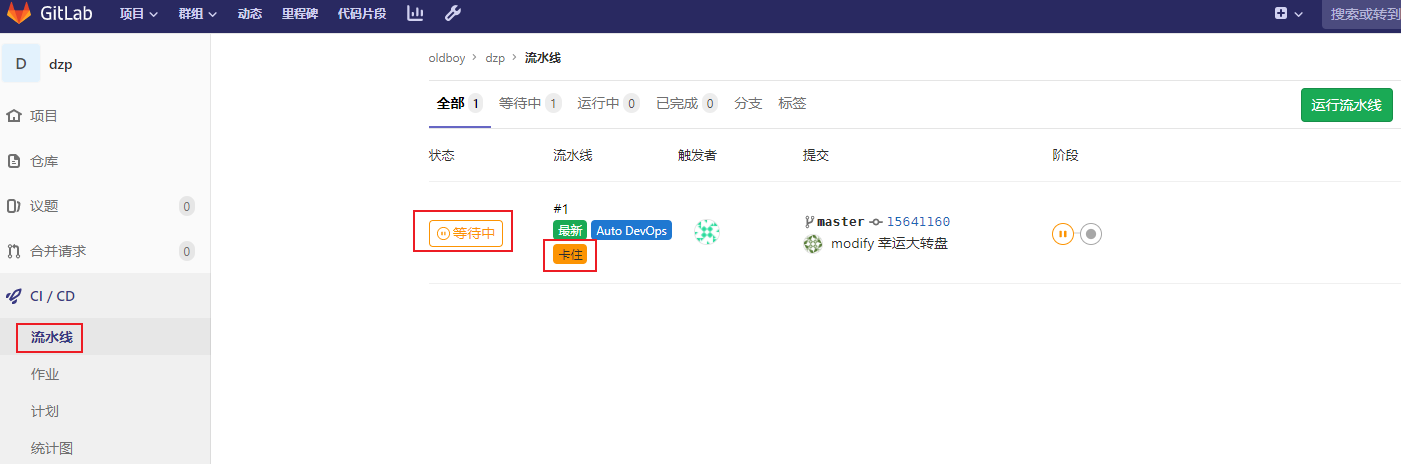 GitLab 项目 群组 动态 里程碑 代码片段 搜索或转到
D dzp
项目
仓库
议题 0
合并请求 0
CI / CD
流水线
作业
计划
统计图
oldboy > dzp > 流水线
全部 1 等待中 1 运行中 0 已完成 0 分支 标签 运行流水线
状态 流水线 触发者 提交 阶段
#1
等待中 最新 Auto DevOps master 15641160
卡住 modify 幸运大转盘